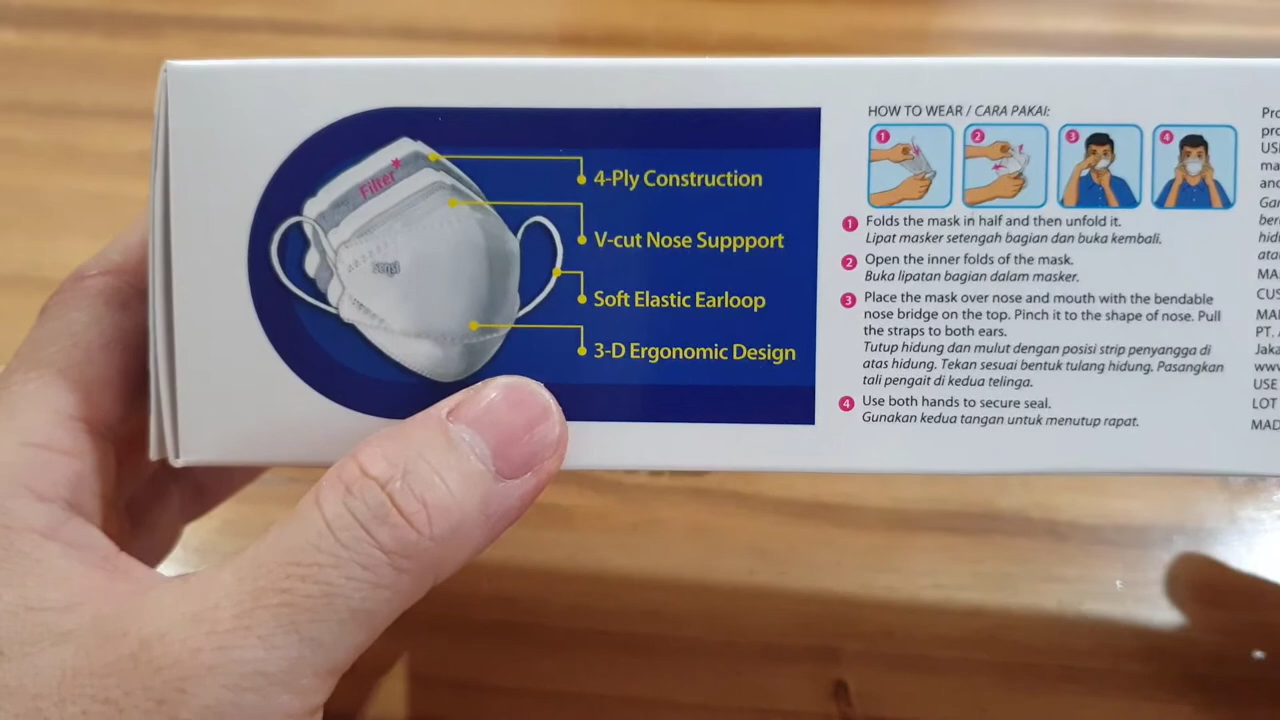 Filter
sensi
4-Ply Construction
V-cut Nose Suppport
Soft Elastic Earloop
3-D Ergonomic Design
HOW TO WEAR / CARA PAKAI:
1 2 3 4
1 Folds the mask in half and then unfold it.
Lipat masker setengah bagian dan buka kembali.
2 Open the inner folds of the mask.
Buka lipatan bagian dalam masker.
3 Place the mask over nose and mouth with the bendable
nose bridge on the top. Pinch it to the shape of nose. Pull
the straps to both ears.
Tutup hidung dan mulut dengan posisi strip penyangga di
atas hidung. Tekan sesuai bentuk tulang hidung. Pasangkan
tali pengait di kedua telinga.
4 Use both hands to secure seal.
Gunakan kedua tangan untuk menutup rapat.
and
PT.
USE
LOT